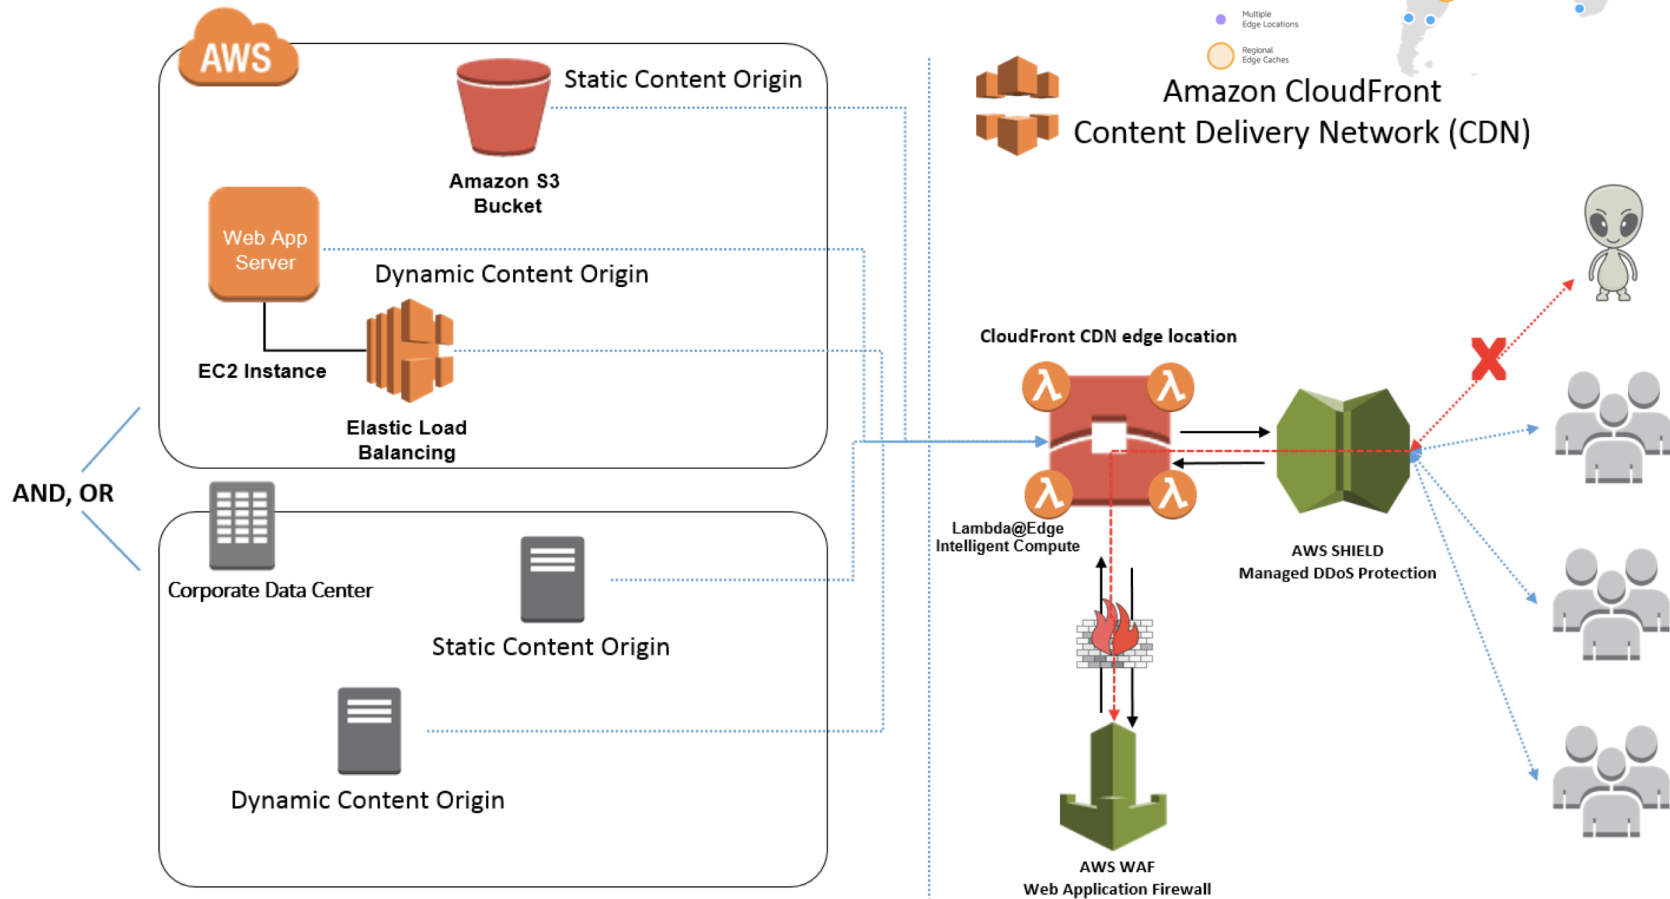 Multiple
Edge Locations
Regional
Edge Caches
AWS
Static Content Origin
Amazon S3
Bucket
Web App
Server
Dynamic Content Origin
EC2 Instance
Elastic Load
Balancing
AND, OR
Corporate Data Center
Static Content Origin
Dynamic Content Origin
Amazon CloudFront
Content Delivery Network (CDN)
CloudFront CDN edge location
λ
λ
λ
λ
Lambda@Edge
Intelligent Compute
AWS SHIELD
Managed DDoS Protection
X
AWS WAF
Web Application Firewall